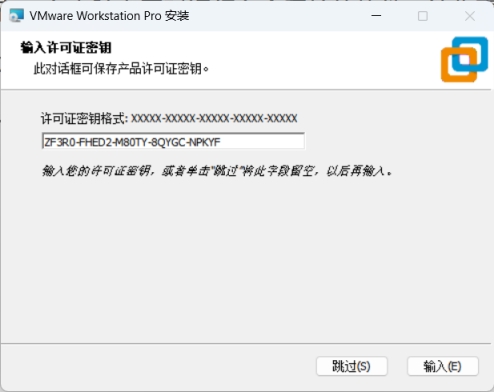 VMware Workstation Pro 安装
输入许可证密钥
此对话框可保存产品许可证密钥。
许可证密钥格式: XXXXX-XXXXX-XXXXX-XXXXX-XXXXX
ZF3R0-FHED2-M80TY-8QYGC-NPKYF
输入您的许可证密钥，或者单击"跳过"将此字段留空，以后再输入。
跳过(S)
输入(E)